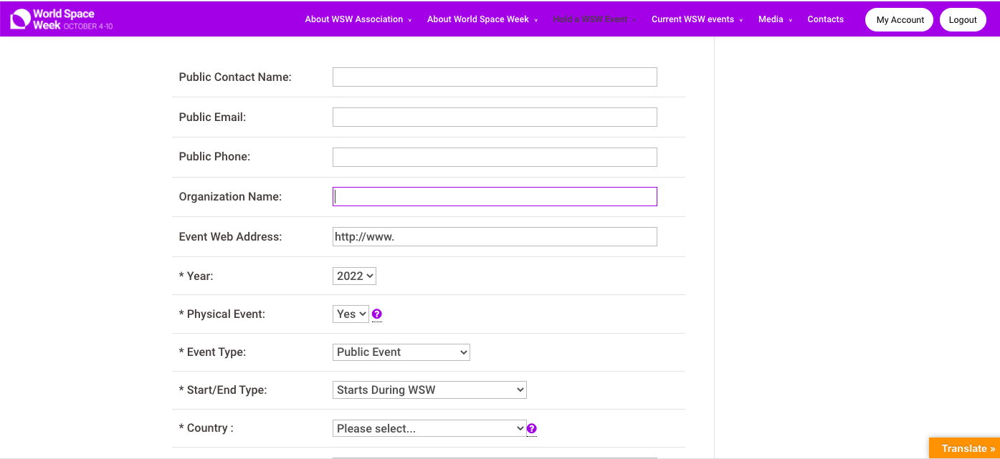 World Space
Week OCTOBER 4-10
About WSW Association
About World Space Week
Hold a WSW Event
Current WSW events
Media
Contacts
My Account
Logout
Public Contact Name:
Public Email:
Public Phone:
Organization Name:
Event Web Address: http://www.
* Year: 2022
* Physical Event: Yes ?
* Event Type: Public Event
* Start/End Type: Starts During WSW
* Country : Please select... ?
Translate »